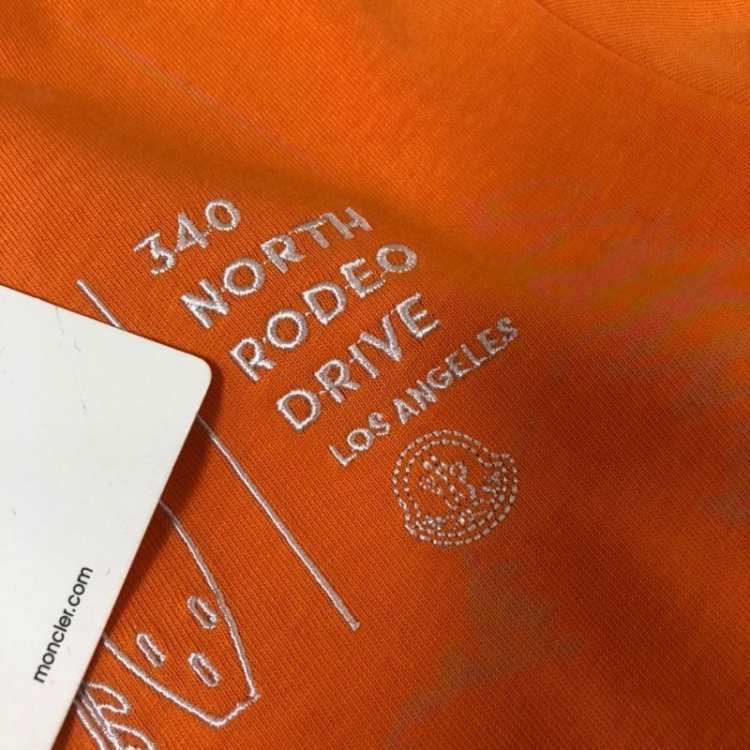 340
NORTH
RODEO
DRIVE
LOS ANGELES
moncler.com